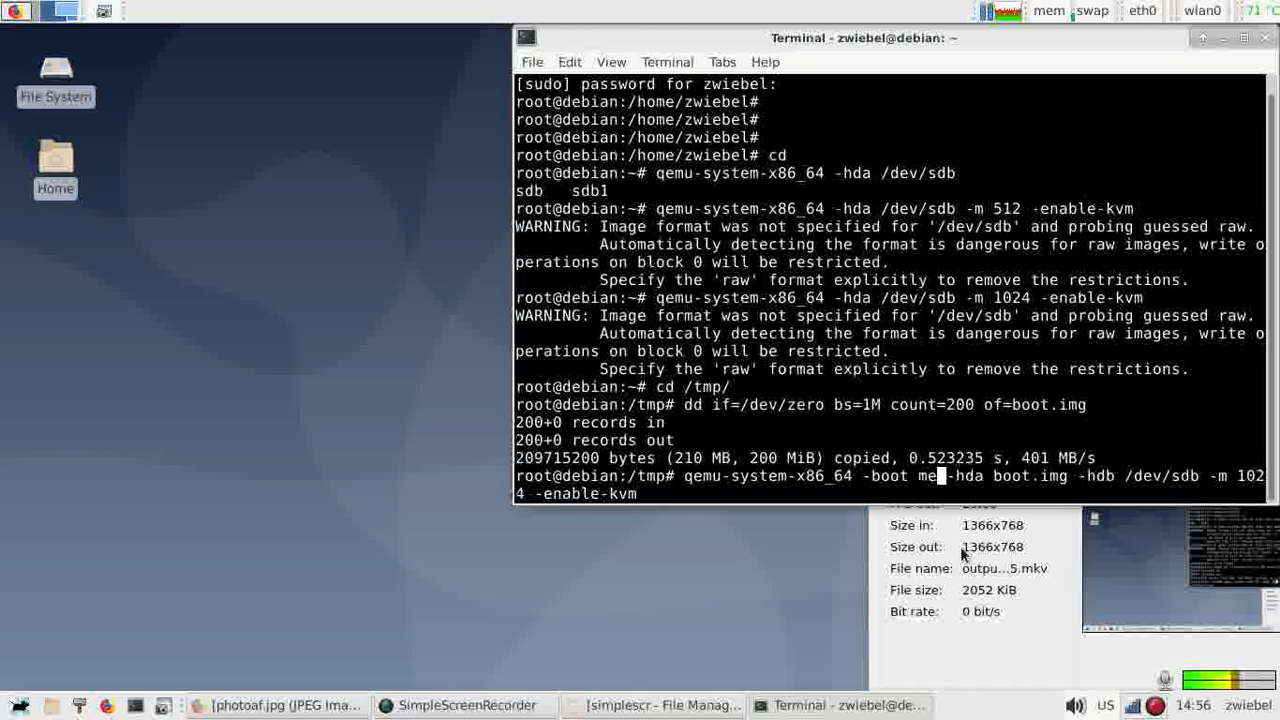 mem swap eth0 wlan0 71 °C
Terminal - zwiebel@debian: ~
File Edit View Terminal Tabs Help
File System
Home
[sudo] password for zwiebel:
root@debian:/home/zwiebel#
root@debian:/home/zwiebel#
root@debian:/home/zwiebel#
root@debian:/home/zwiebel# cd
root@debian:~# qemu-system-x86_64 -hda /dev/sdb
sdb   sdb1
root@debian:~# qemu-system-x86_64 -hda /dev/sdb -m 512 -enable-kvm
WARNING: Image format was not specified for '/dev/sdb' and probing guessed raw.
         Automatically detecting the format is dangerous for raw images, write o
perations on block 0 will be restricted.
         Specify the 'raw' format explicitly to remove the restrictions.
root@debian:~# qemu-system-x86_64 -hda /dev/sdb -m 1024 -enable-kvm
WARNING: Image format was not specified for '/dev/sdb' and probing guessed raw.
         Automatically detecting the format is dangerous for raw images, write o
perations on block 0 will be restricted.
         Specify the 'raw' format explicitly to remove the restrictions.
root@debian:~# cd /tmp/
root@debian:/tmp# dd if=/dev/zero bs=1M count=200 of=boot.img
200+0 records in
200+0 records out
209715200 bytes (210 MB, 200 MiB) copied, 0.523235 s, 401 MB/s
root@debian:/tmp# qemu-system-x86_64 -boot me -hda boot.img -hdb /dev/sdb -m 102
4 -enable-kvm
Size in: 1366x768
Size out: 1366x768
File name: outpu...5.mkv
File size: 2052 KiB
Bit rate: 0 bit/s
[photoaf.jpg (JPEG Ima... SimpleScreenRecorder [simplescr - File Manag... Terminal - zwiebel@de... US 14:56 zwiebel